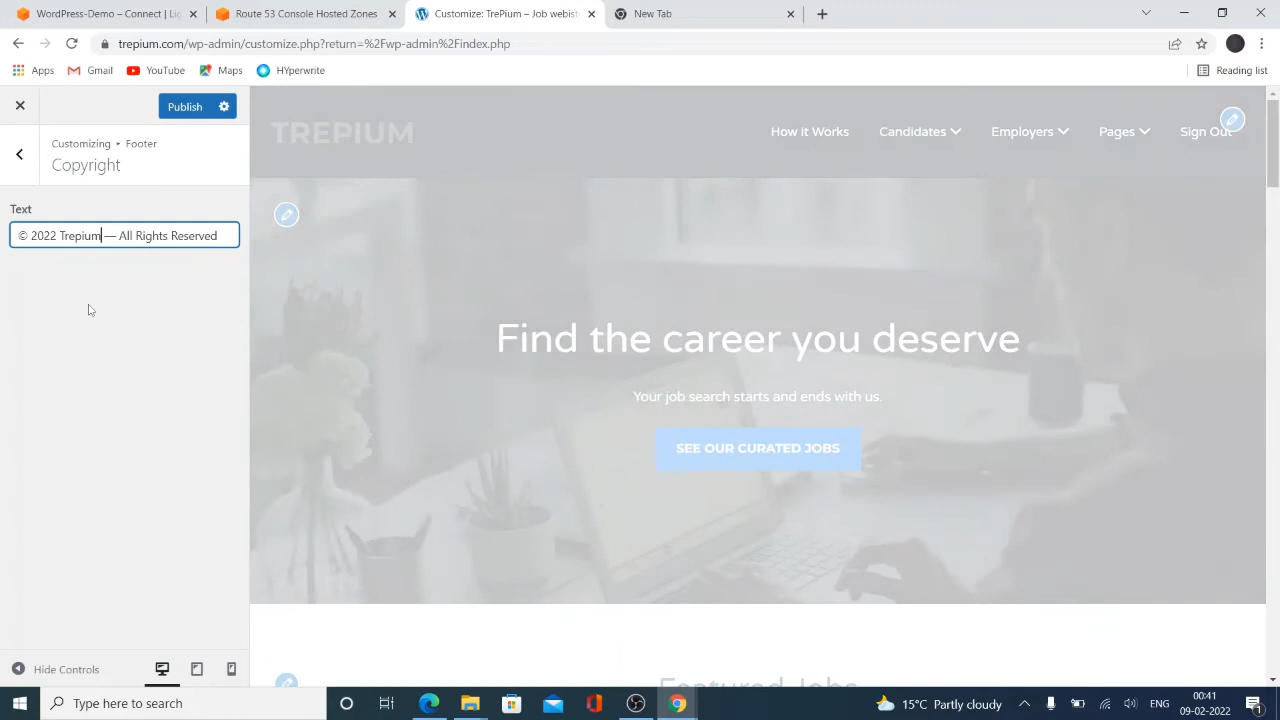 WordPress-Demo – Connect | Lig
Route 53 Console Hosted Zones
Customize: TrePium – Job websit
New Tab
trepium.com/wp-admin/customize.php?return=%2Fwp-admin%2Findex.php
Apps
Gmail
YouTube
Maps
HYperwrite
Reading list
Publish
Customizing ▸ Footer
Copyright
Text
© 2022 Trepium — All Rights Reserved
Hide Controls
TREPIUM
How it Works
Candidates
Employers
Pages
Sign Out
Find the career you deserve
Your job search starts and ends with us.
SEE OUR CURATED JOBS
Featured Jobs
Type here to search
15°C Partly cloudy
00:41
09-02-2022
1